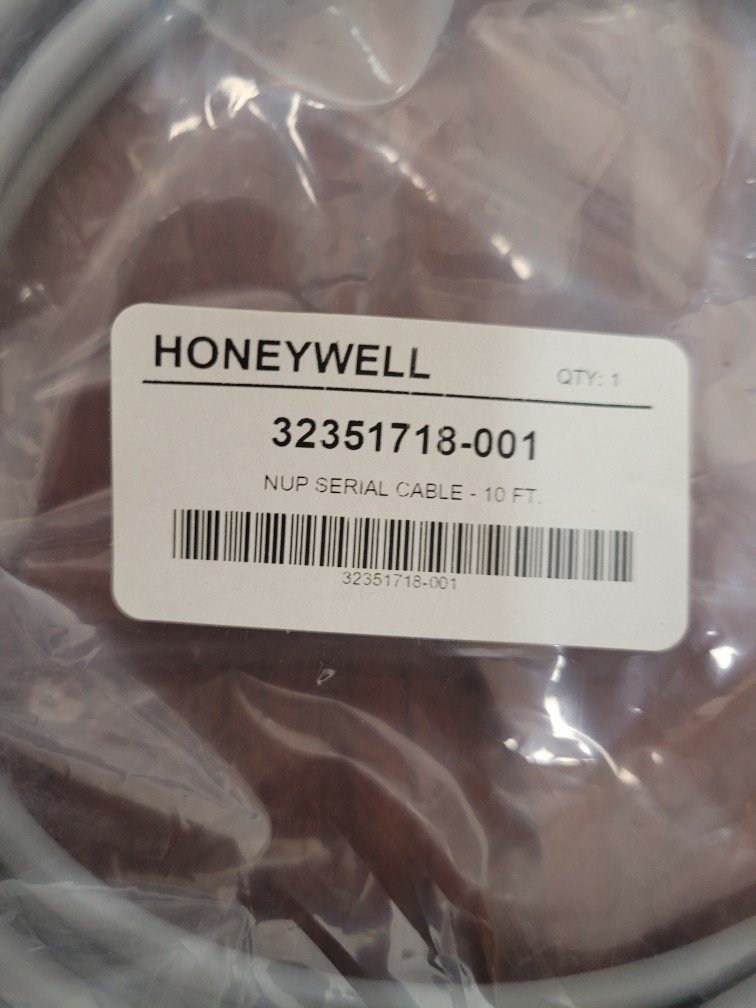 HONEYWELL
QTY: 1
32351718-001
NUP SERIAL CABLE - 10 FT.
32351718-001